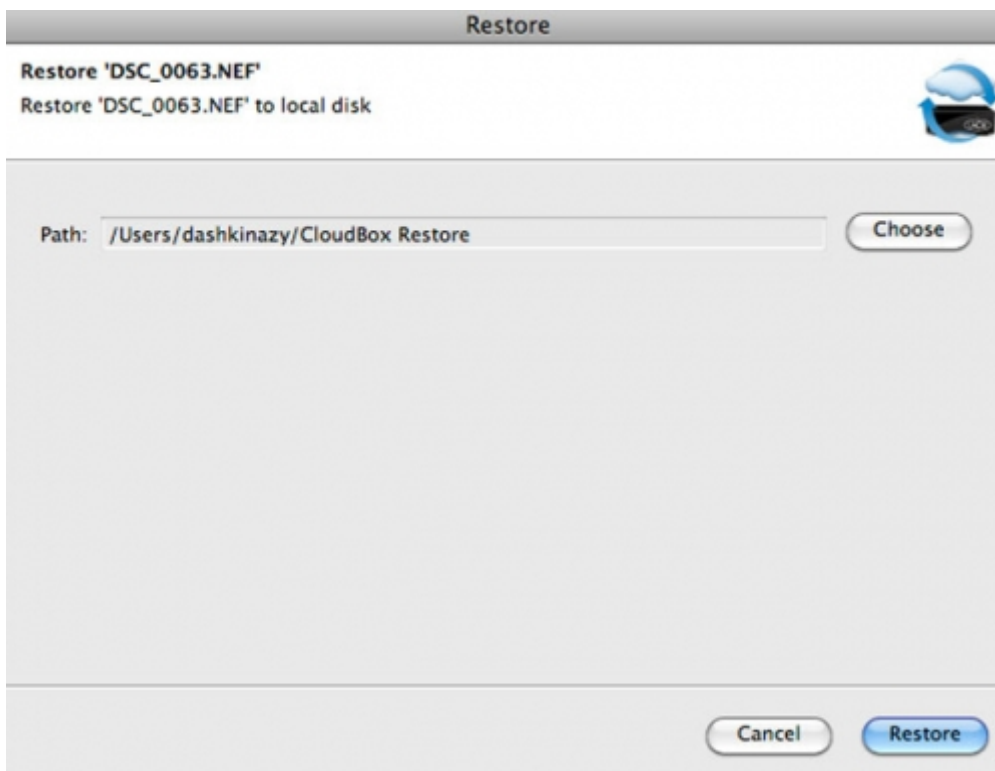 Restore
Restore 'DSC_0063.NEF'
Restore 'DSC_0063.NEF' to local disk
Path: /Users/dashkinazy/CloudBox Restore Choose
Cancel Restore